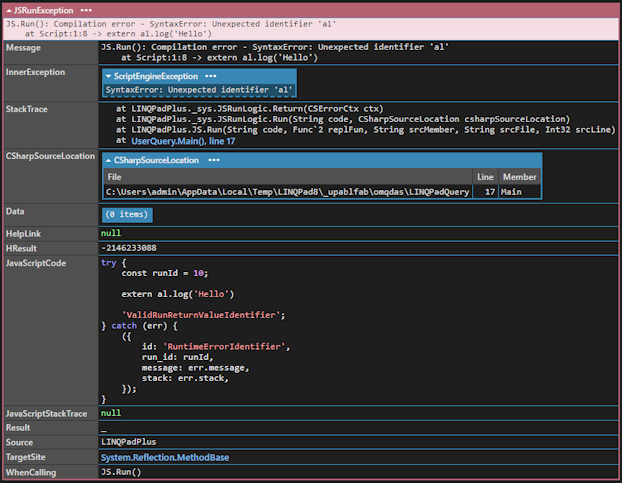 JSRunException
JS.Run(): Compilation error - SyntaxError: Unexpected identifier 'al'
at Script:1:8 -> extern al.log('Hello')
Message
JS.Run(): Compilation error - SyntaxError: Unexpected identifier 'al'
at Script:1:8 -> extern al.log('Hello')
InnerException
ScriptEngineException
SyntaxError: Unexpected identifier 'al'
StackTrace
at LINQPadPlus._sys.JSRunLogic.Return(CSErrorCtx ctx)
at LINQPadPlus._sys.JSRunLogic.Run(String code, CSharpSourceLocation csharpSourceLocation)
at LINQPadPlus.JS.Run(String code, Func`2 replFun, String srcMember, String srcFile, Int32 srcLine)
at UserQuery.Main(), line 17
CSharpSourceLocation
CSharpSourceLocation
File Line Member
C:\Users\admin\AppData\Local\Temp\LINQPad8\_upablfab\omqdas\LINQPadQuery 17 Main
Data
(0 items)
HelpLink
null
HResult
-2146233088
JavaScriptCode
try {
const runId = 10;
extern al.log('Hello')
'ValidRunReturnValueIdentifier';
} catch (err) {
({
id: 'RuntimeErrorIdentifier',
run_id: runId,
message: err.message,
stack: err.stack,
});
}
JavaScriptStackTrace
null
Result
_
Source
LINQPadPlus
TargetSite
System.Reflection.MethodBase
WhenCalling
JS.Run()